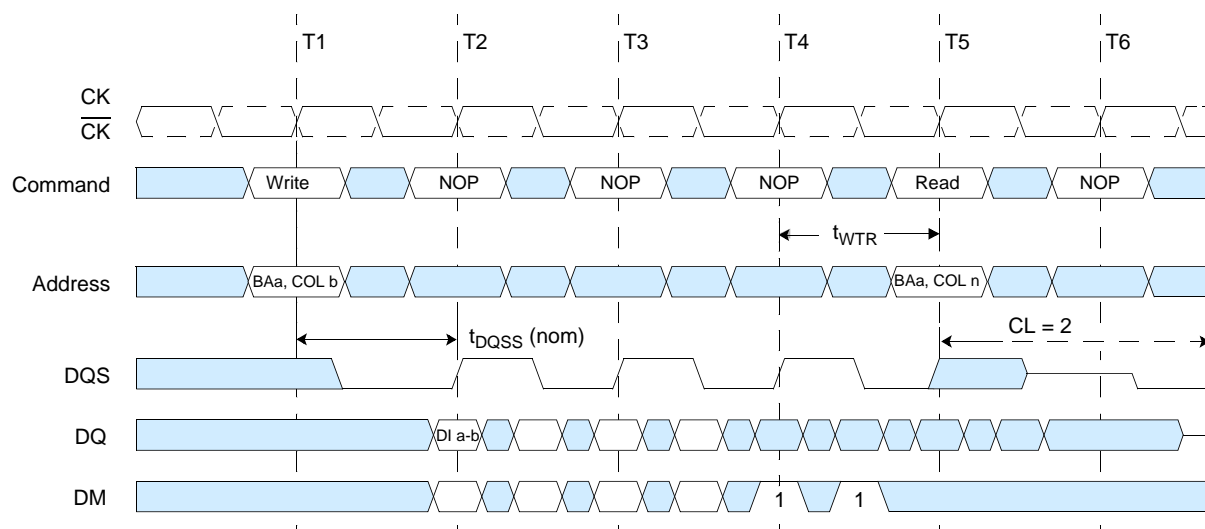 T1 T2 T3 T4 T5 T6
CK
CK
Command Write NOP NOP NOP Read NOP
tWTR
Address BAa, COL b BAa, COL n
tDQSS (nom) CL = 2
DQS
DQ DI a-b
DM 1 1